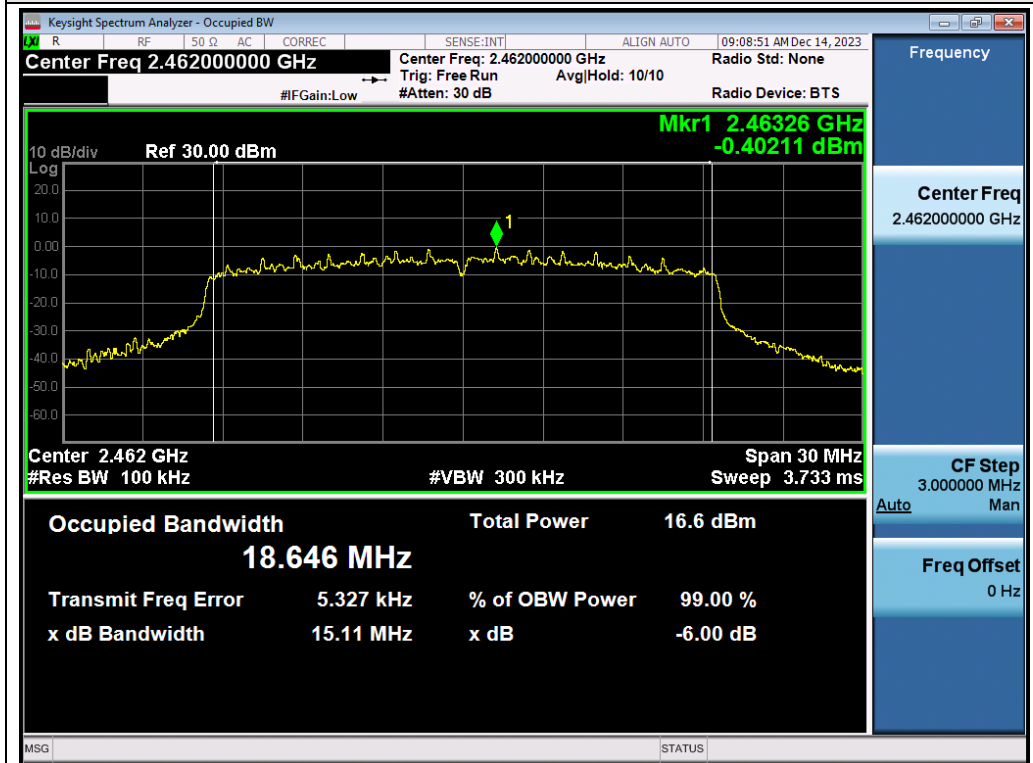 Keysight Spectrum Analyzer - Occupied BW
LXI R RF 50 Ω AC CORREC SENSE:INT ALIGN AUTO 09:08:51 AM Dec 14, 2023
Center Freq 2.462000000 GHz
#IFGain:Low
Center Freq: 2.462000000 GHz
Trig: Free Run Avg|Hold: 10/10
#Atten: 30 dB
Radio Std: None
Radio Device: BTS
Frequency
Mkr1 2.46326 GHz
-0.40211 dBm
10 dB/div Ref 30.00 dBm
Log
20.0
10.0
0.00
-10.0
-20.0
-30.0
-40.0
-50.0
-60.0
1
Center 2.462 GHz Span 30 MHz
#Res BW 100 kHz #VBW 300 kHz Sweep 3.733 ms
Center Freq
2.462000000 GHz
CF Step
3.000000 MHz
Auto Man
Freq Offset
0 Hz
Occupied Bandwidth Total Power 16.6 dBm
18.646 MHz
Transmit Freq Error 5.327 kHz % of OBW Power 99.00 %
x dB Bandwidth 15.11 MHz x dB -6.00 dB
MSG STATUS